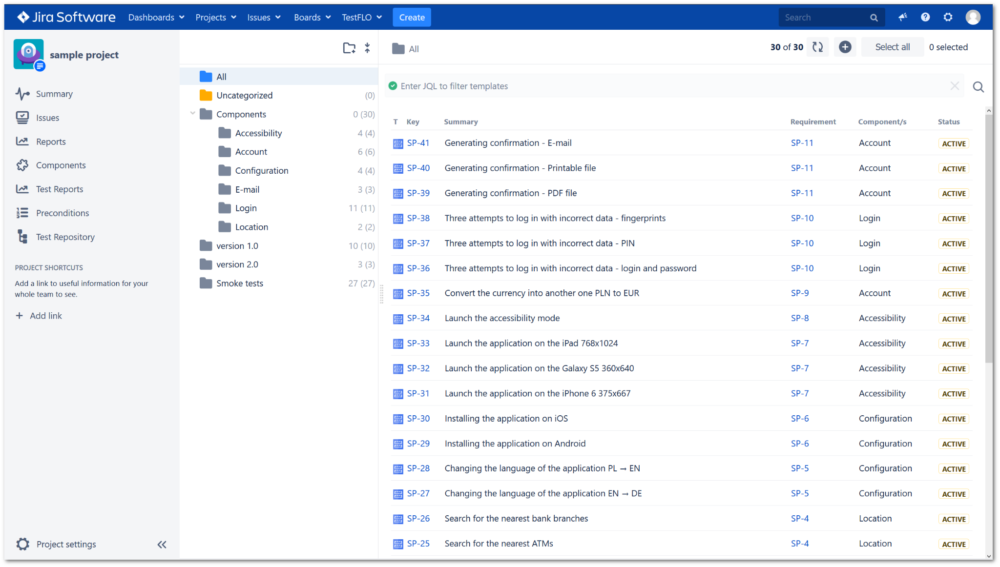 Jira Software Dashboards Projects Issues Boards TestFLO Create Search
sample project
Summary
Issues
Reports
Components
Test Reports
Preconditions
Test Repository
PROJECT SHORTCUTS
Add a link to useful information for your
whole team to see.
+ Add link
Project settings
All
Uncategorized (0)
Components 0 (30)
Accessibility 4 (4)
Account 6 (6)
Configuration 4 (4)
E-mail 3 (3)
Login 11 (11)
Location 2 (2)
version 1.0 10 (10)
version 2.0 3 (3)
Smoke tests 27 (27)
All 30 of 30 Select all 0 selected
Enter JQL to filter templates
T Key Summary Requirement Component/s Status
SP-41 Generating confirmation - E-mail SP-11 Account ACTIVE
SP-40 Generating confirmation - Printable file SP-11 Account ACTIVE
SP-39 Generating confirmation - PDF file SP-11 Account ACTIVE
SP-38 Three attempts to log in with incorrect data - fingerprints SP-10 Login ACTIVE
SP-37 Three attempts to log in with incorrect data - PIN SP-10 Login ACTIVE
SP-36 Three attempts to log in with incorrect data - login and password SP-10 Login ACTIVE
SP-35 Convert the currency into another one PLN to EUR SP-9 Account ACTIVE
SP-34 Launch the accessibility mode SP-8 Accessibility ACTIVE
SP-33 Launch the application on the iPad 768x1024 SP-7 Accessibility ACTIVE
SP-32 Launch the application on the Galaxy S5 360x640 SP-7 Accessibility ACTIVE
SP-31 Launch the application on the iPhone 6 375x667 SP-7 Accessibility ACTIVE
SP-30 Installing the application on iOS SP-6 Configuration ACTIVE
SP-29 Installing the application on Android SP-6 Configuration ACTIVE
SP-28 Changing the language of the application PL → EN SP-5 Configuration ACTIVE
SP-27 Changing the language of the application EN → DE SP-5 Configuration ACTIVE
SP-26 Search for the nearest bank branches SP-4 Location ACTIVE
SP-25 Search for the nearest ATMs SP-4 Location ACTIVE